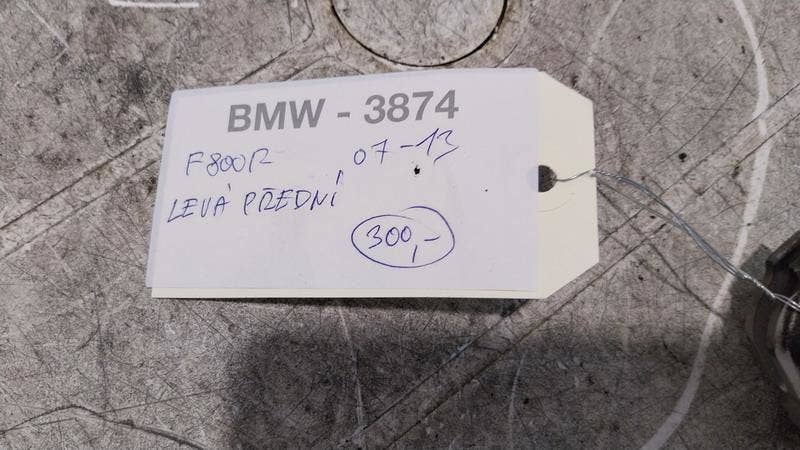 BMW - 3874
F800R 07-13
LEVÁ PŘEDNÍ
300,-